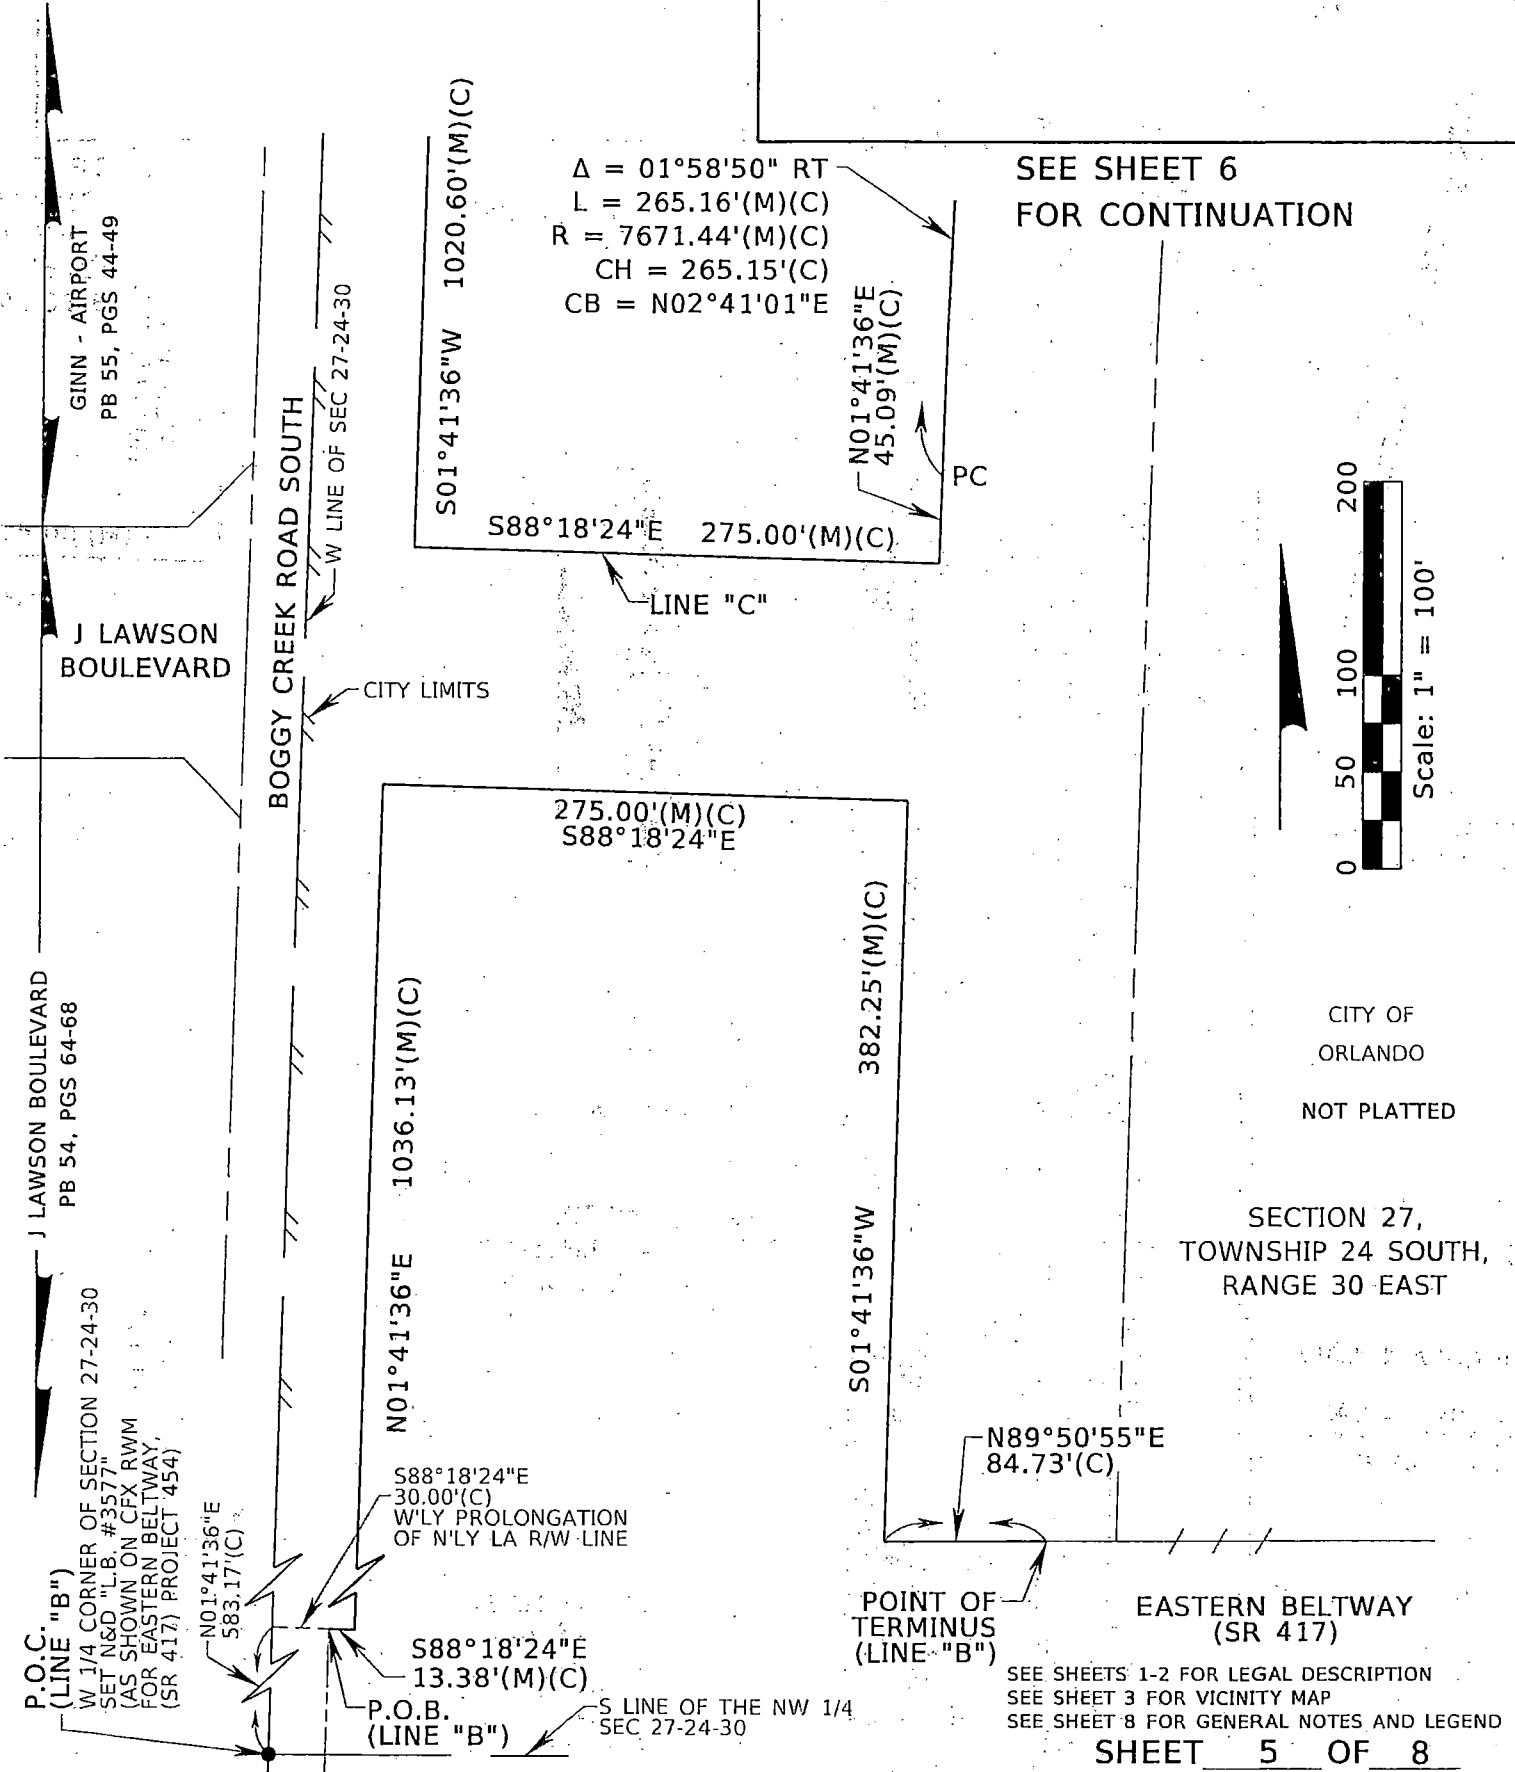 SEE SHEET 6
FOR CONTINUATION
Δ = 01°58'50" RT
L = 265.16'(M)(C)
R = 7671.44'(M)(C)
CH = 265.15'(C)
CB = N02°41'01"E
S01°41'36"W 1020.60'(M)(C)
N01°41'36"E
45.09'(M)(C)
PC
S88°18'24"E 275.00'(M)(C)
LINE "C"
GINN - AIRPORT
PB 55, PGS 44-49
BOGGY CREEK ROAD SOUTH
W LINE OF SEC 27-24-30
J LAWSON
BOULEVARD
CITY LIMITS
200
100
50
0
Scale: 1" = 100'
275.00'(M)(C)
S88°18'24"E
N01°41'36"E 1036.13'(M)(C)
S01°41'36"W 382.25'(M)(C)
J LAWSON BOULEVARD
PB 54, PGS 64-68
CITY OF
ORLANDO
NOT PLATTED
SECTION 27,
TOWNSHIP 24 SOUTH,
RANGE 30 EAST
N89°50'55"E
84.73'(C)
S88°18'24"E
30.00'(C)
W'LY PROLONGATION
OF N'LY LA R/W LINE
P.O.C.
(LINE "B")
W 1/4 CORNER OF SECTION 27-24-30
SET N&D "L.B. #3577"
(AS SHOWN ON CFX RWM
FOR EASTERN BELTWAY,
(SR 417) PROJECT 454)
N01°41'36"E
583.17'(C)
S88°18'24"E
13.38'(M)(C)
P.O.B.
(LINE "B")
S LINE OF THE NW 1/4
SEC 27-24-30
POINT OF
TERMINUS
(LINE "B")
EASTERN BELTWAY
(SR 417)
SEE SHEETS 1-2 FOR LEGAL DESCRIPTION
SEE SHEET 3 FOR VICINITY MAP
SEE SHEET 8 FOR GENERAL NOTES AND LEGEND
SHEET 5 OF 8